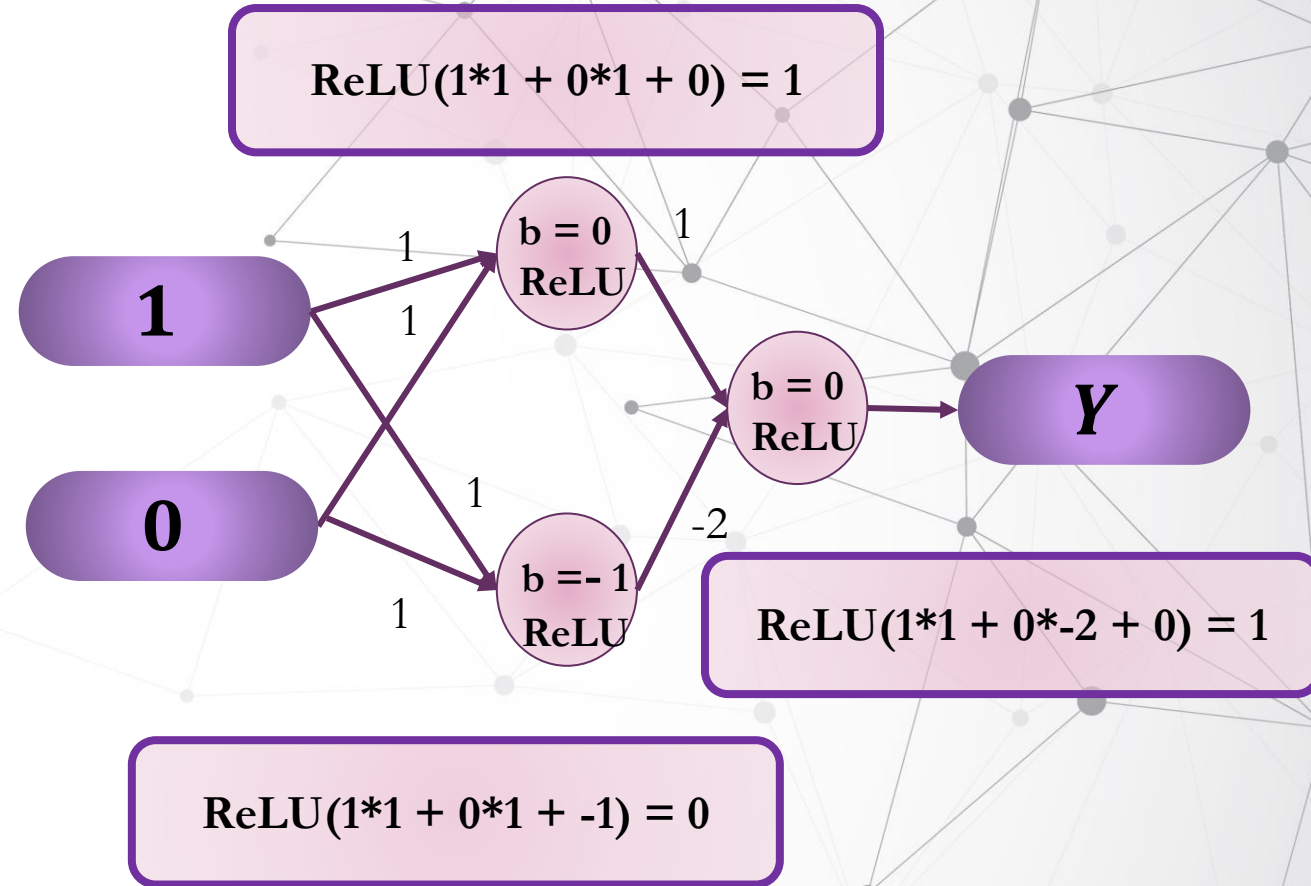 ReLU(1*1 + 0*1 + 0) = 1
1
b = 0
ReLU
1
1
1
b = 0
ReLU
Y
0
1
-2
b =- 1
ReLU
1
ReLU(1*1 + 0*-2 + 0) = 1
ReLU(1*1 + 0*1 + -1) = 0